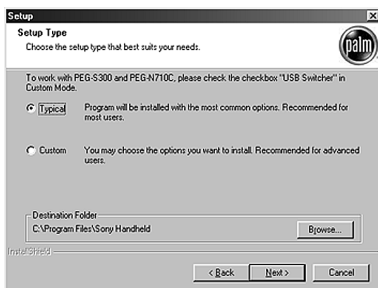 Setup
Setup Type
Choose the setup type that best suits your needs.
palm
To work with PEG-S300 and PEG-N710C, please check the checkbox "USB Switcher" in
Custom Mode.
Typical Program will be installed with the most common options. Recommended for
most users.
Custom You may choose the options you want to install. Recommended for advanced
users.
Destination Folder
C:\Program Files\Sony Handheld
Browse...
InstallShield
< Back
Next >
Cancel